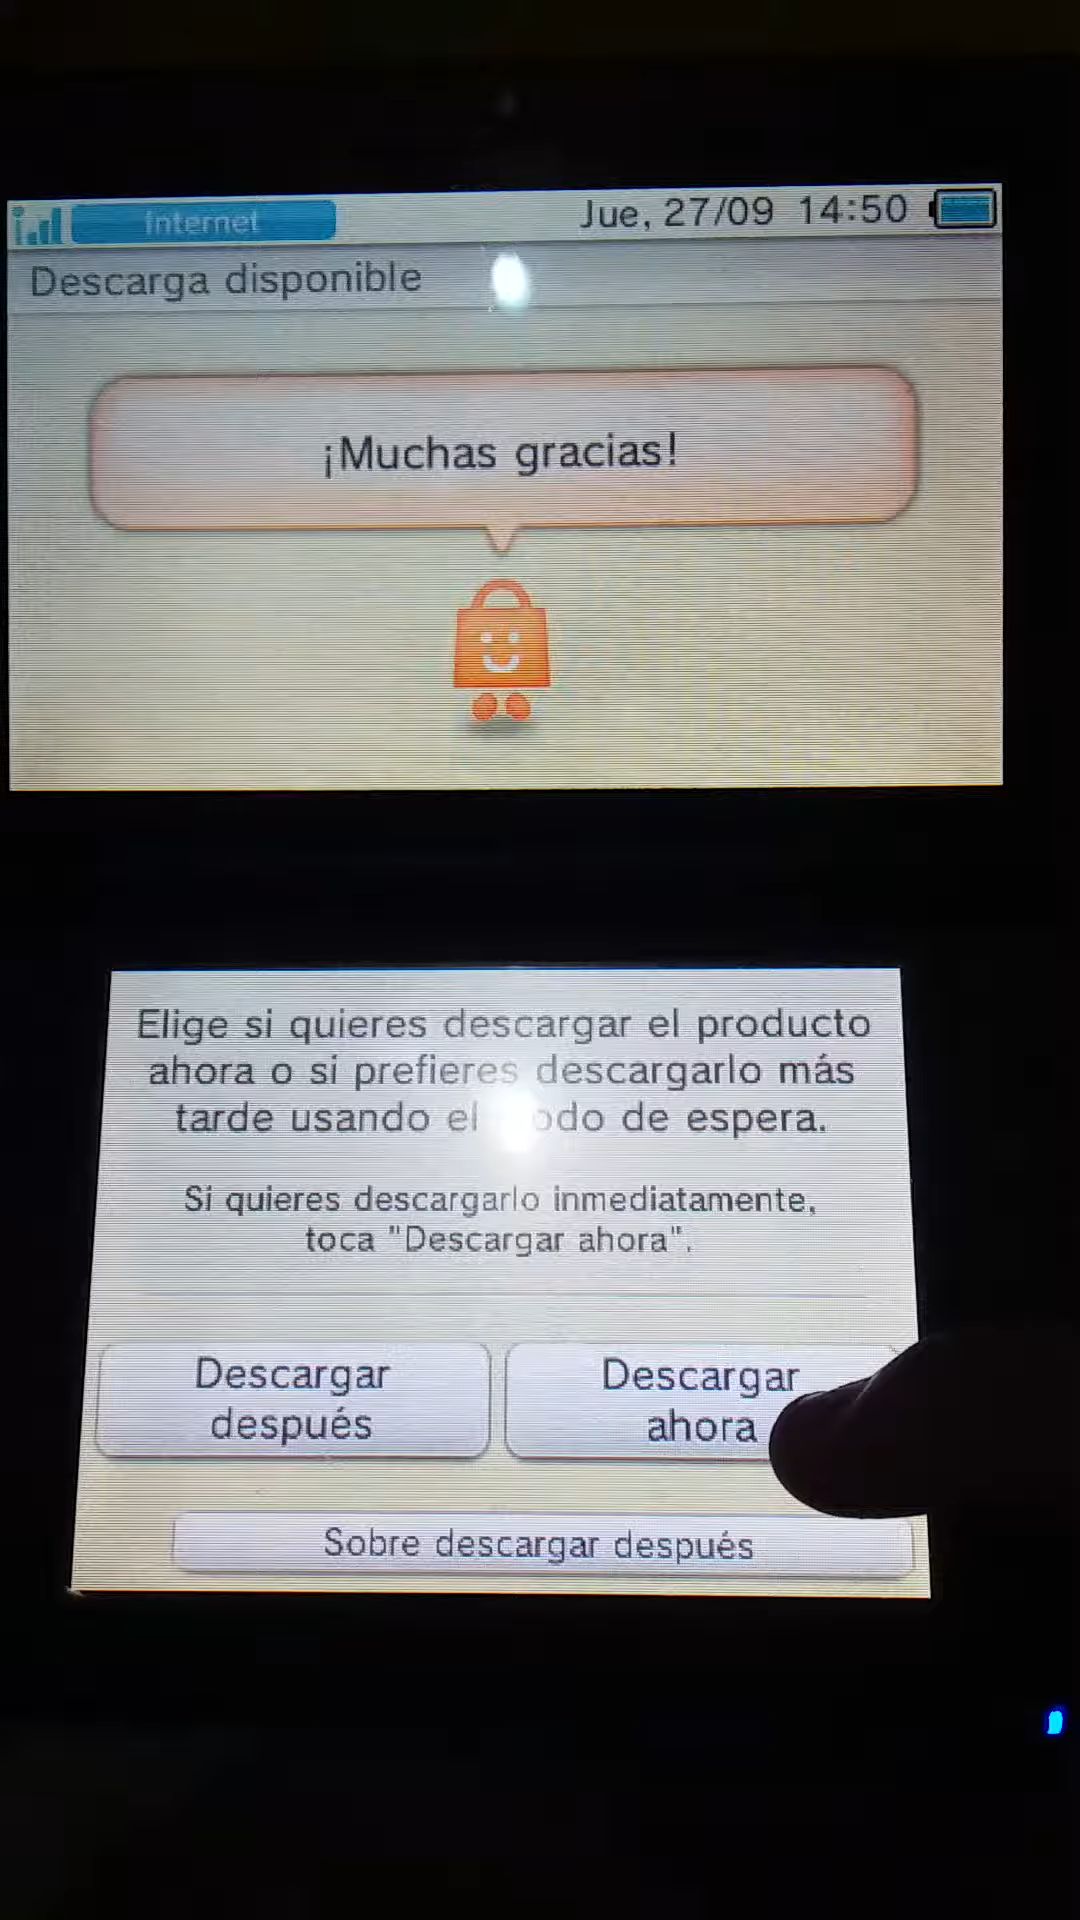 Internet
Jue, 27/09 14:50
Descarga disponible
¡Muchas gracias!
Elige si quieres descargar el producto
ahora o si prefieres descargarlo más
tarde usando el de espera.
Si quieres descargarlo inmediatamente,
toca "Descargar ahora".
Descargar
después
Descargar
ahora
Sobre descargar después